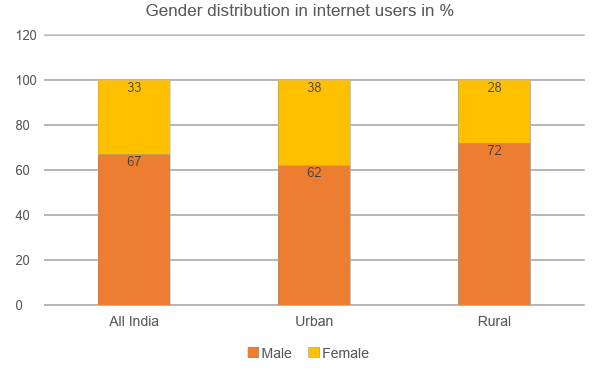 Gender distribution in internet users in %
120
100
80
60
40
20
0
33
38
28
67
62
72
All India
Urban
Rural
Male
Female